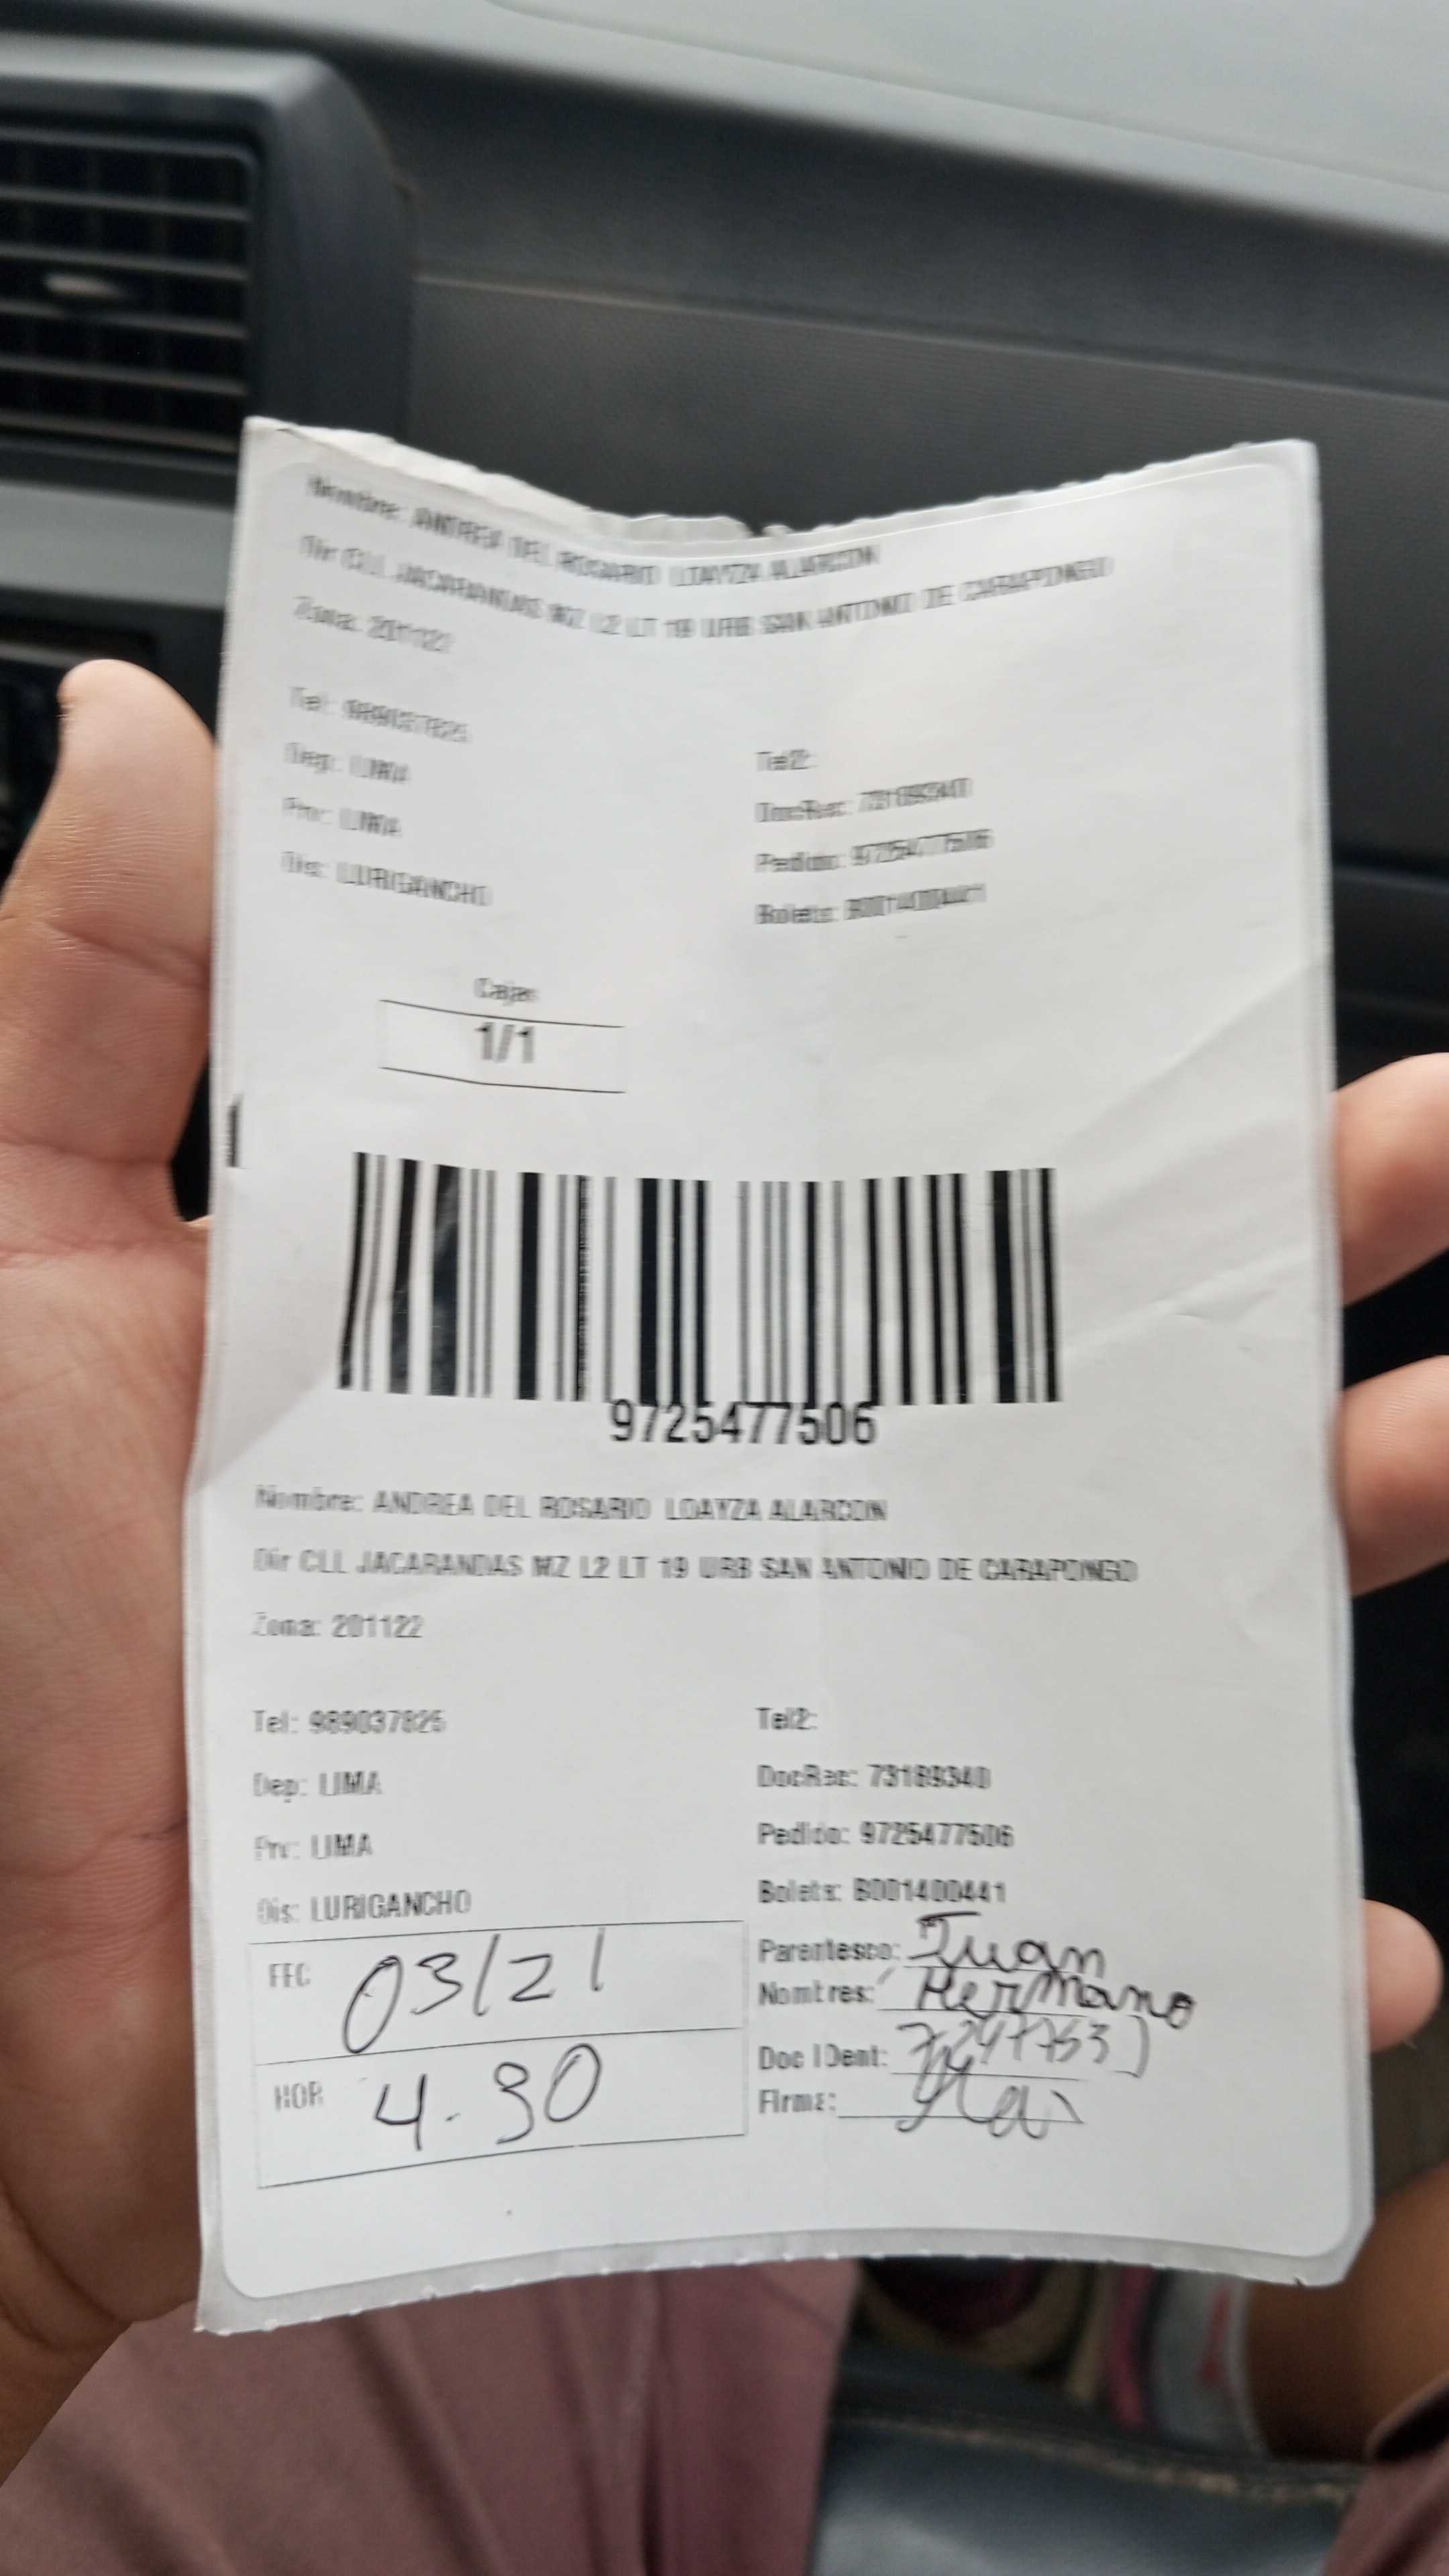 Nombre: ANDREA DEL ROSARIO LOAYZA ALARCON
Dir CLL JACARANDAS MZ L2 LT 19 URB SAN ANTONIO DE CARAPONGO
Zona: 201122
Tel: 989037825
Tel2:
Dep: LIMA
DocRec: 73189340
Prv: LIMA
Pedido: 9725477506
Dis: LURIGANCHO
Boleta: B001400441
Cajas
1/1
9725477506
Nombre: ANDREA DEL ROSARIO LOAYZA ALARCON
Dir CLL JACARANDAS MZ L2 LT 19 URB SAN ANTONIO DE CARAPONGO
Zona: 201122
Tel: 989037825
Tel2:
Dep: LIMA
DocRec: 73189340
Prv: LIMA
Pedido: 9725477506
Dis: LURIGANCHO
Boleta: B001400441
FEC 03/21
Parentesco: Juan
Nombres: Hermano
HOR 4.30
Doc IDent:
Firma: